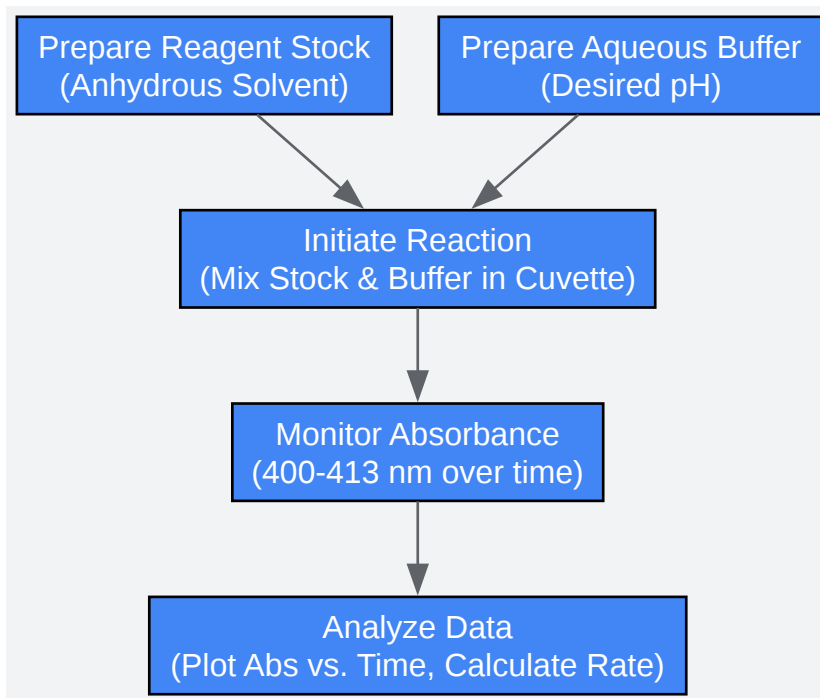 Prepare Reagent Stock
(Anhydrous Solvent)
Prepare Aqueous Buffer
(Desired pH)
Initiate Reaction
(Mix Stock & Buffer in Cuvette)
Monitor Absorbance
(400-413 nm over time)
Analyze Data
(Plot Abs vs. Time, Calculate Rate)